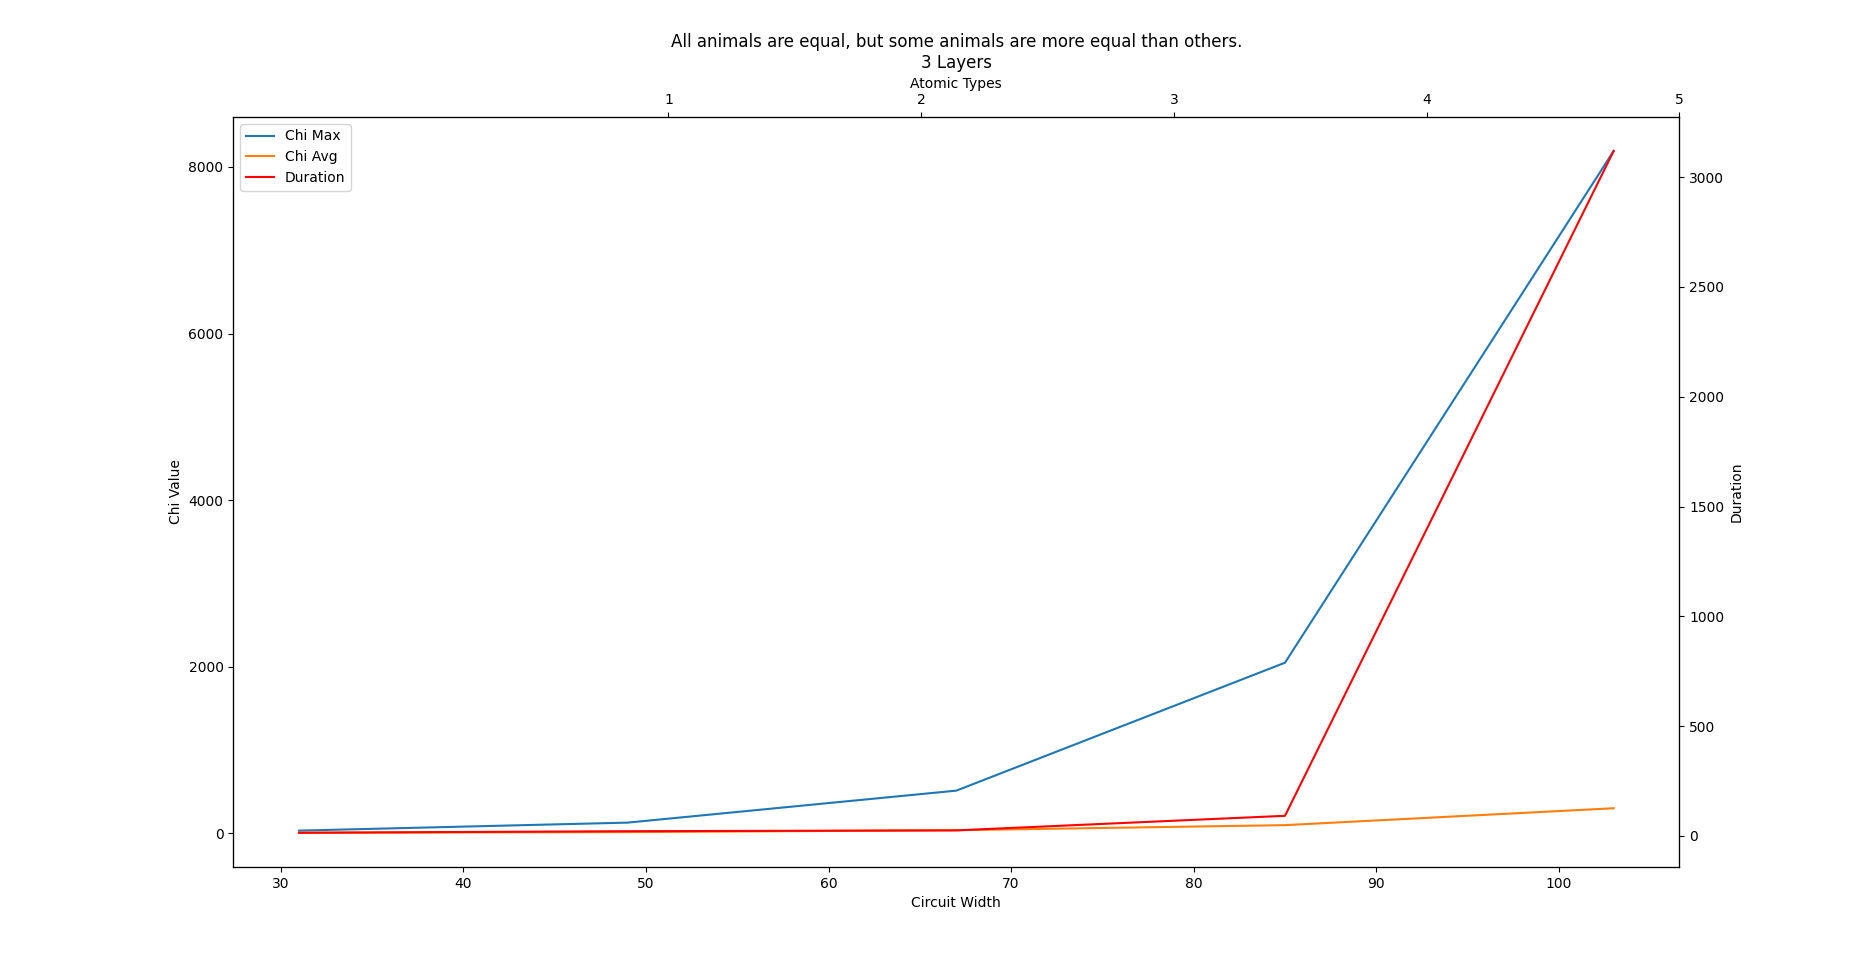 All animals are equal, but some animals are more equal than others.
3 Layers
Atomic Types
1 2 3 4 5
Chi Max
Chi Avg
Duration
8000
6000
4000
2000
0
Chi Value
3000
2500
2000
1500
1000
500
0
Duration
30 40 50 60 70 80 90 100
Circuit Width